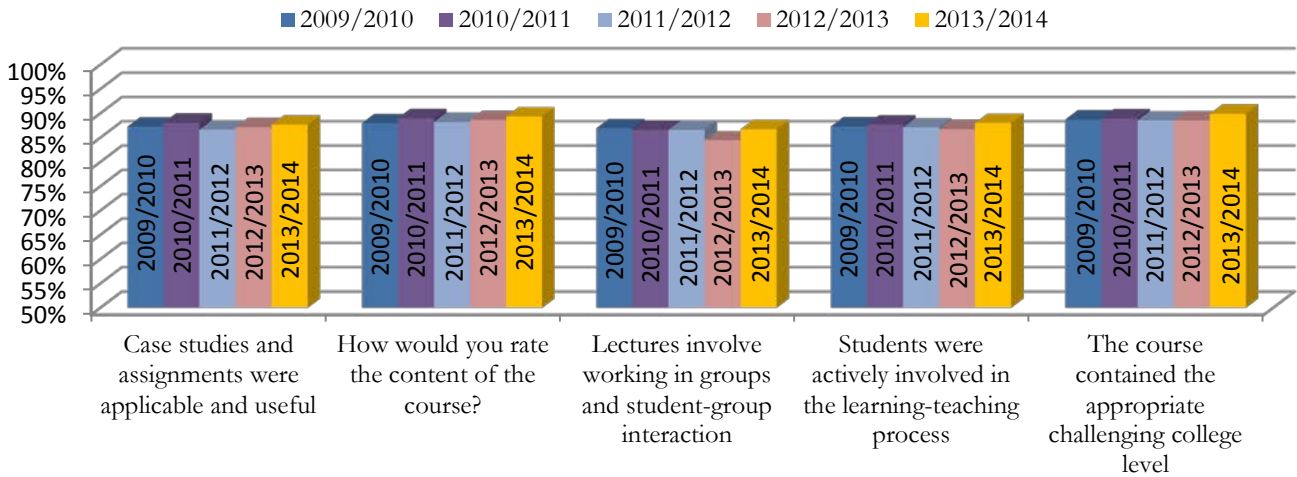 2009/2010 2010/2011 2011/2012 2012/2013 2013/2014
100%
95%
90%
85%
80%
75%
70%
65%
60%
55%
50%
2009/2010 2010/2011 2011/2012 2012/2013 2013/2014
2009/2010 2010/2011 2011/2012 2012/2013 2013/2014
2009/2010 2010/2011 2011/2012 2012/2013 2013/2014
2009/2010 2010/2011 2011/2012 2012/2013 2013/2014
2009/2010 2010/2011 2011/2012 2012/2013 2013/2014
Case studies and
assignments were
applicable and useful
How would you rate
the content of the
course?
Lectures involve
working in groups
and student-group
interaction
Students were
actively involved in
the learning-teaching
process
The course
contained the
appropriate
challenging college
level